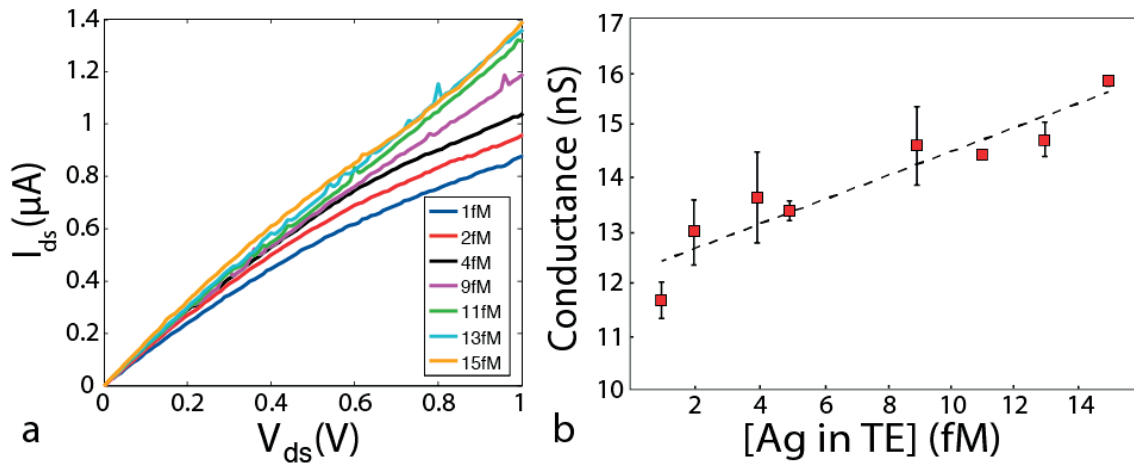 1.4
1.2
1
0.8
0.6
0.4
0.2
0
I_ds(µA)
0 0.2 0.4 0.6 0.8 1
V_ds(V)
1fM
2fM
4fM
9fM
11fM
13fM
15fM
a
17
16
15
14
13
12
11
10
Conductance (nS)
2 4 6 8 10 12 14
[Ag in TE] (fM)
b